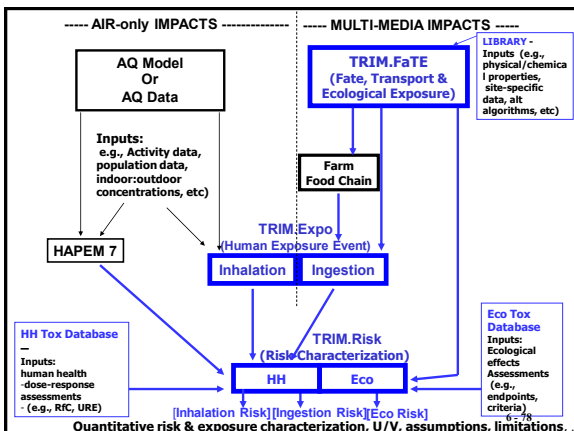 ----- AIR-only IMPACTS -------------
----- MULTI-MEDIA IMPACTS -----
AQ Model
Or
AQ Data
TRIM.FaTE
(Fate, Transport &
Ecological Exposure)
LIBRARY -
Inputs (e.g.,
physical/chemica
l properties,
site-specific
data, alt
algorithms, etc)
Inputs:
e.g., Activity data,
population data,
indoor:outdoor
concentrations, etc)
Farm
Food Chain
TRIM.Expo
(Human Exposure Event)
HAPEM 7
Inhalation
Ingestion
HH Tox Database
—
Inputs:
human health
-dose-response
assessments
- (e.g., RfC, URE)
TRIM.Risk
(Risk Characterization)
HH
Eco
Eco Tox
Database
Inputs:
Ecological
effects
Assessments
(e.g.,
endpoints,
criteria)
6 - 78
[Inhalation Risk] [Ingestion Risk] [Eco Risk]
Quantitative risk & exposure characterization, U/V, assumptions, limitations, .